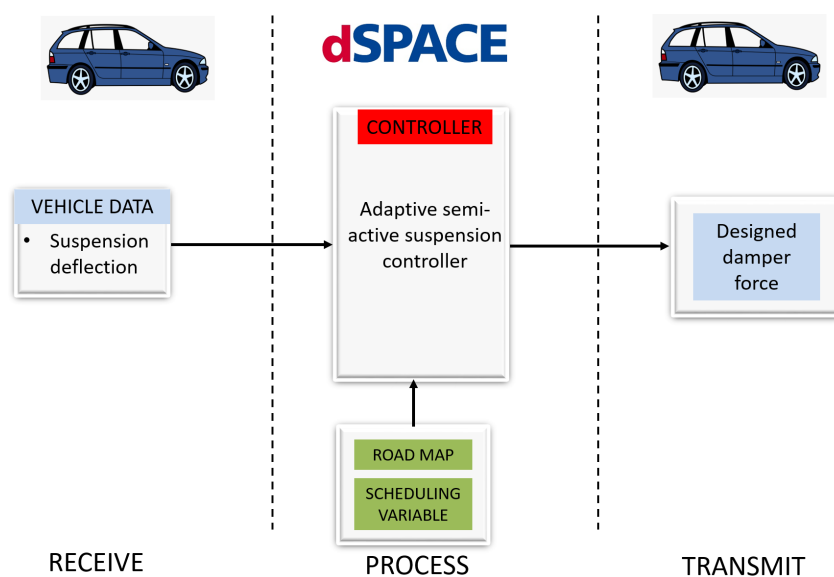 dSPACE
CONTROLLER
VEHICLE DATA
• Suspension
deflection
Adaptive semi-
active suspension
controller
Designed
damper
force
ROAD MAP
SCHEDULING
VARIABLE
RECEIVE
PROCESS
TRANSMIT